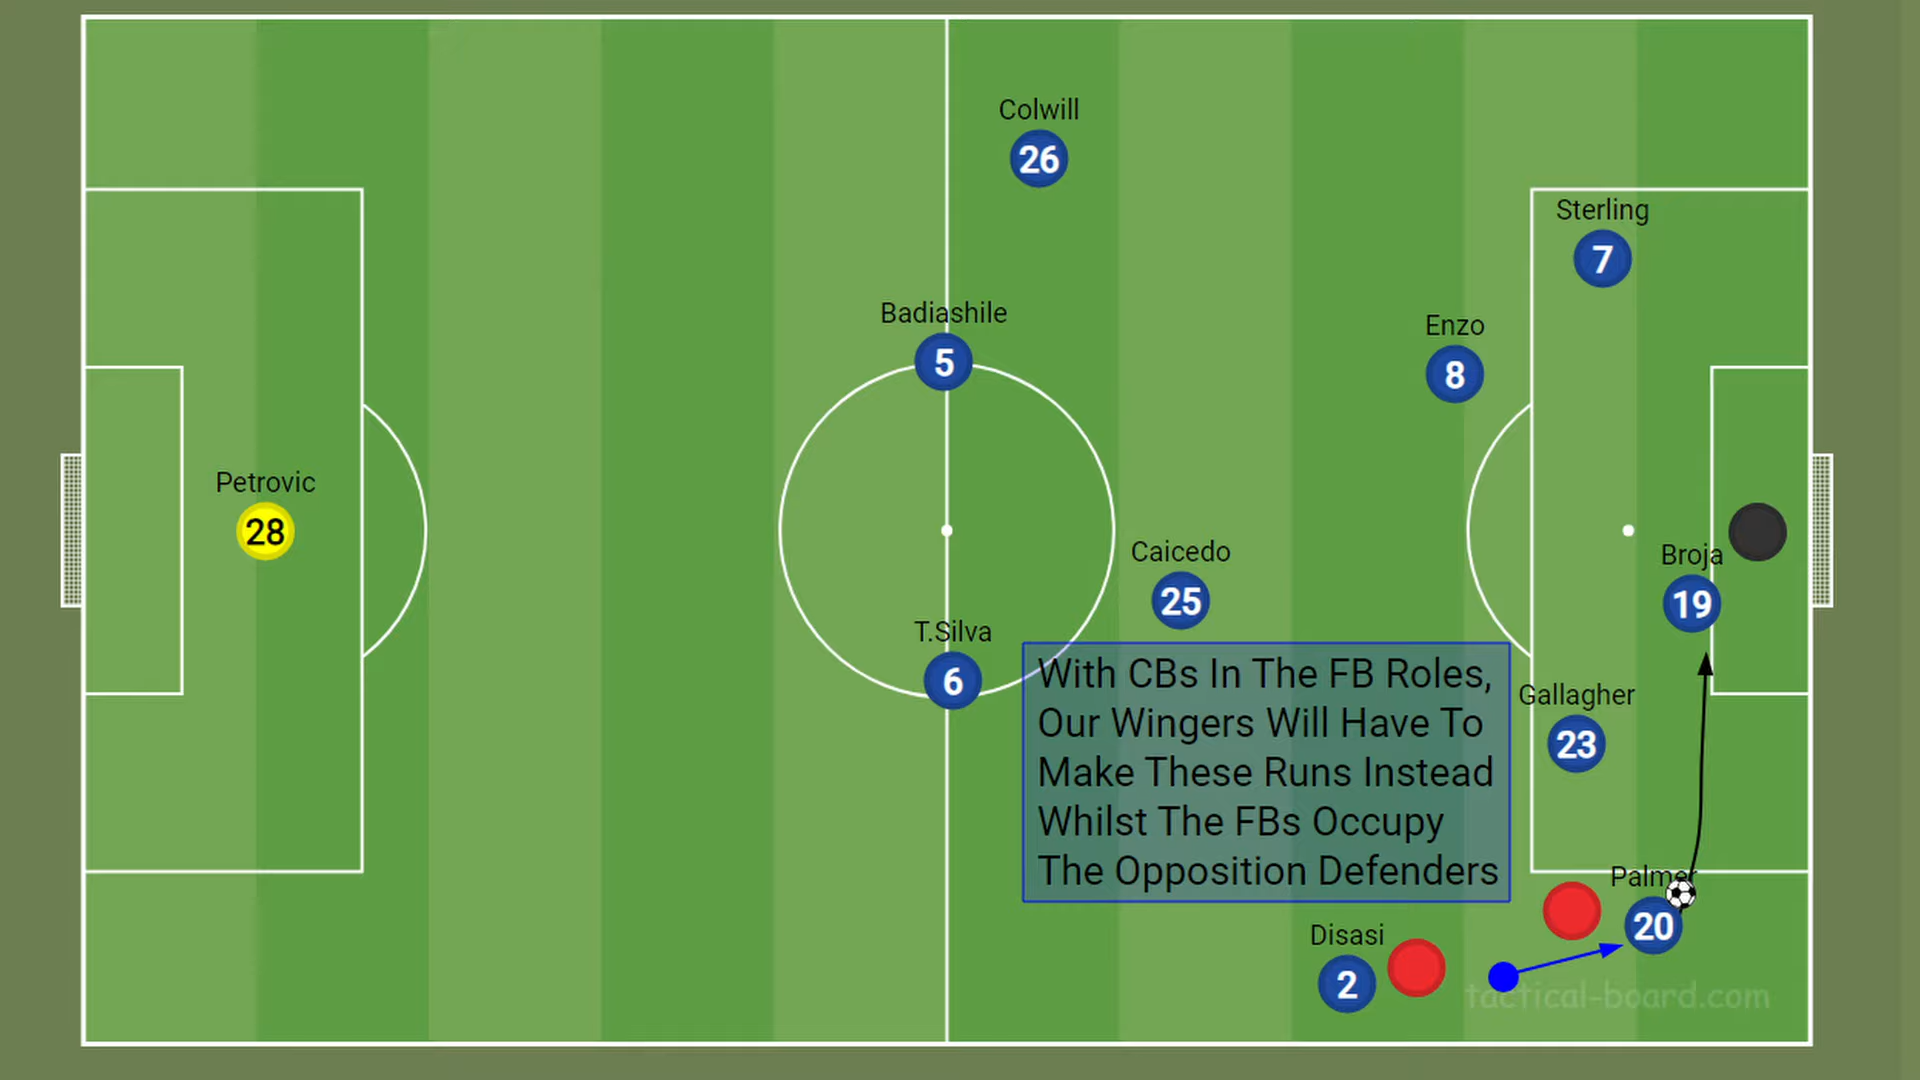 Colwill
26
Sterling
7
Badiashile
5
Enzo
8
Petrovic
28
Caicedo
25
Broja
19
T.Silva
6
With CBs In The FB Roles,
Our Wingers Will Have To
Make These Runs Instead
Whilst The FBs Occupy
The Opposition Defenders
Gallagher
23
Palmer
20
Disasi
2
tactical-board.com